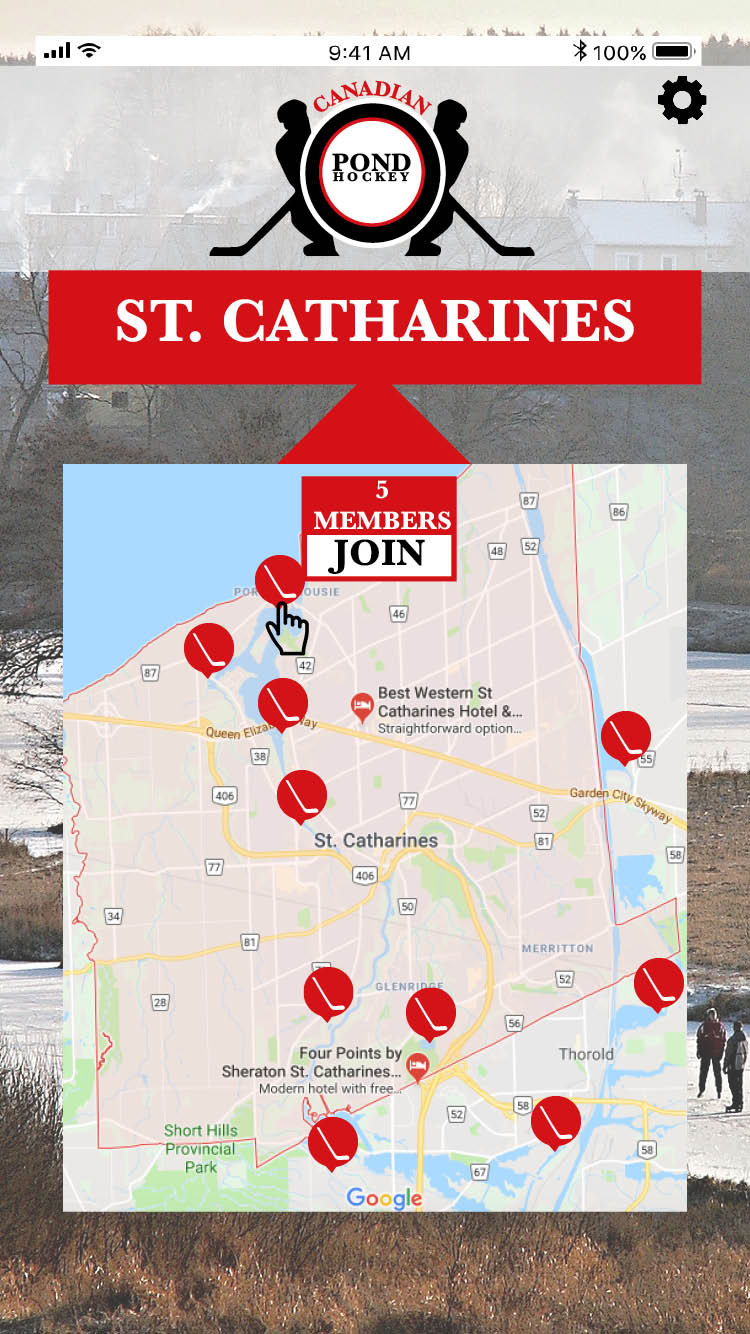 9:41 AM
100%
CANADIAN
POND
HOCKEY
ST. CATHARINES
5
MEMBERS
JOIN
87
86
48
52
46
42
87
Best Western St
Catharines Hotel &...
Straightforward option...
Queen Eliza
ay
38
55
Garden City Skyway
406
77
52
81
St. Catharines
58
77
406
50
34
81
MERRITTON
52
GLENRIDGE
28
56
Four Points by
Sheraton St. Catharines...
Modern hotel with free...
Thorold
52
58
Short Hills
Provincial
Park
58
67
Google